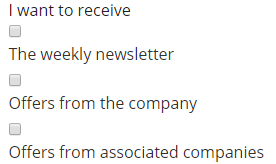 I want to receive
The weekly newsletter
Offers from the company
Offers from associated companies